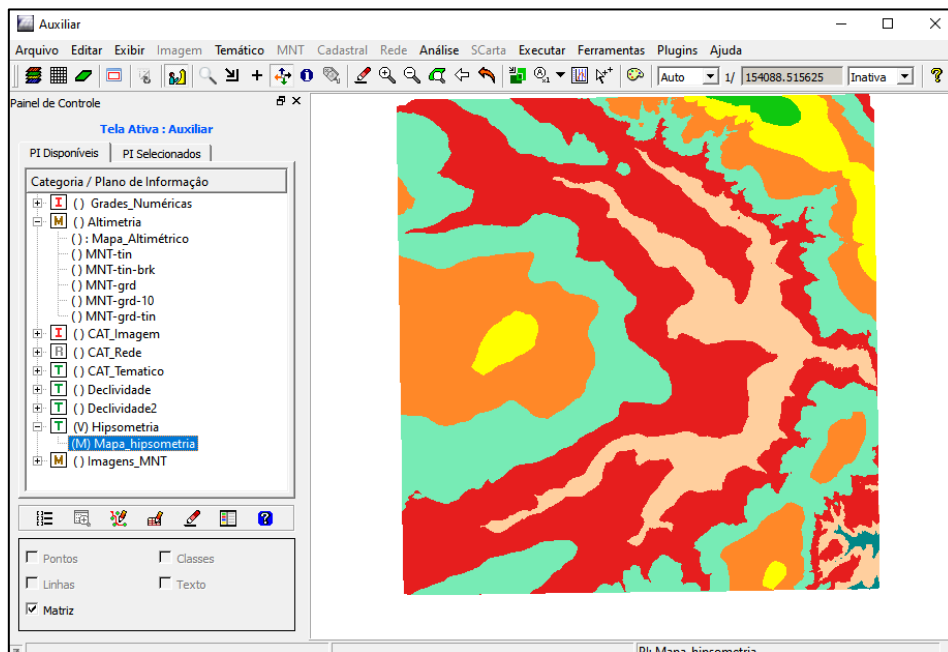 Auxiliar
Arquivo Editar Exibir Imagem Temático MNT Cadastral Rede Análise SCarta Executar Ferramentas Plugins Ajuda
Auto 1/ 154088.515625 Inativa
Painel de Controle
Tela Ativa : Auxiliar
PI Disponíveis PI Selecionados
Categoria / Plano de Informação
I ( ) Grades_Numéricas
M ( ) Altimetria
( ) : Mapa_Altimétrico
( ) MNT-tin
( ) MNT-tin-brk
( ) MNT-grd
( ) MNT-grd-10
( ) MNT-grd-tin
I ( ) CAT_Imagem
R ( ) CAT_Rede
T ( ) CAT_Tematico
T ( ) Declividade
T ( ) Declividade2
T (V) Hipsometria
(M) Mapa_hipsometria
M ( ) Imagens_MNT
Pontos Classes
Linhas Texto
Matriz
PI: Mapa_hipsometria